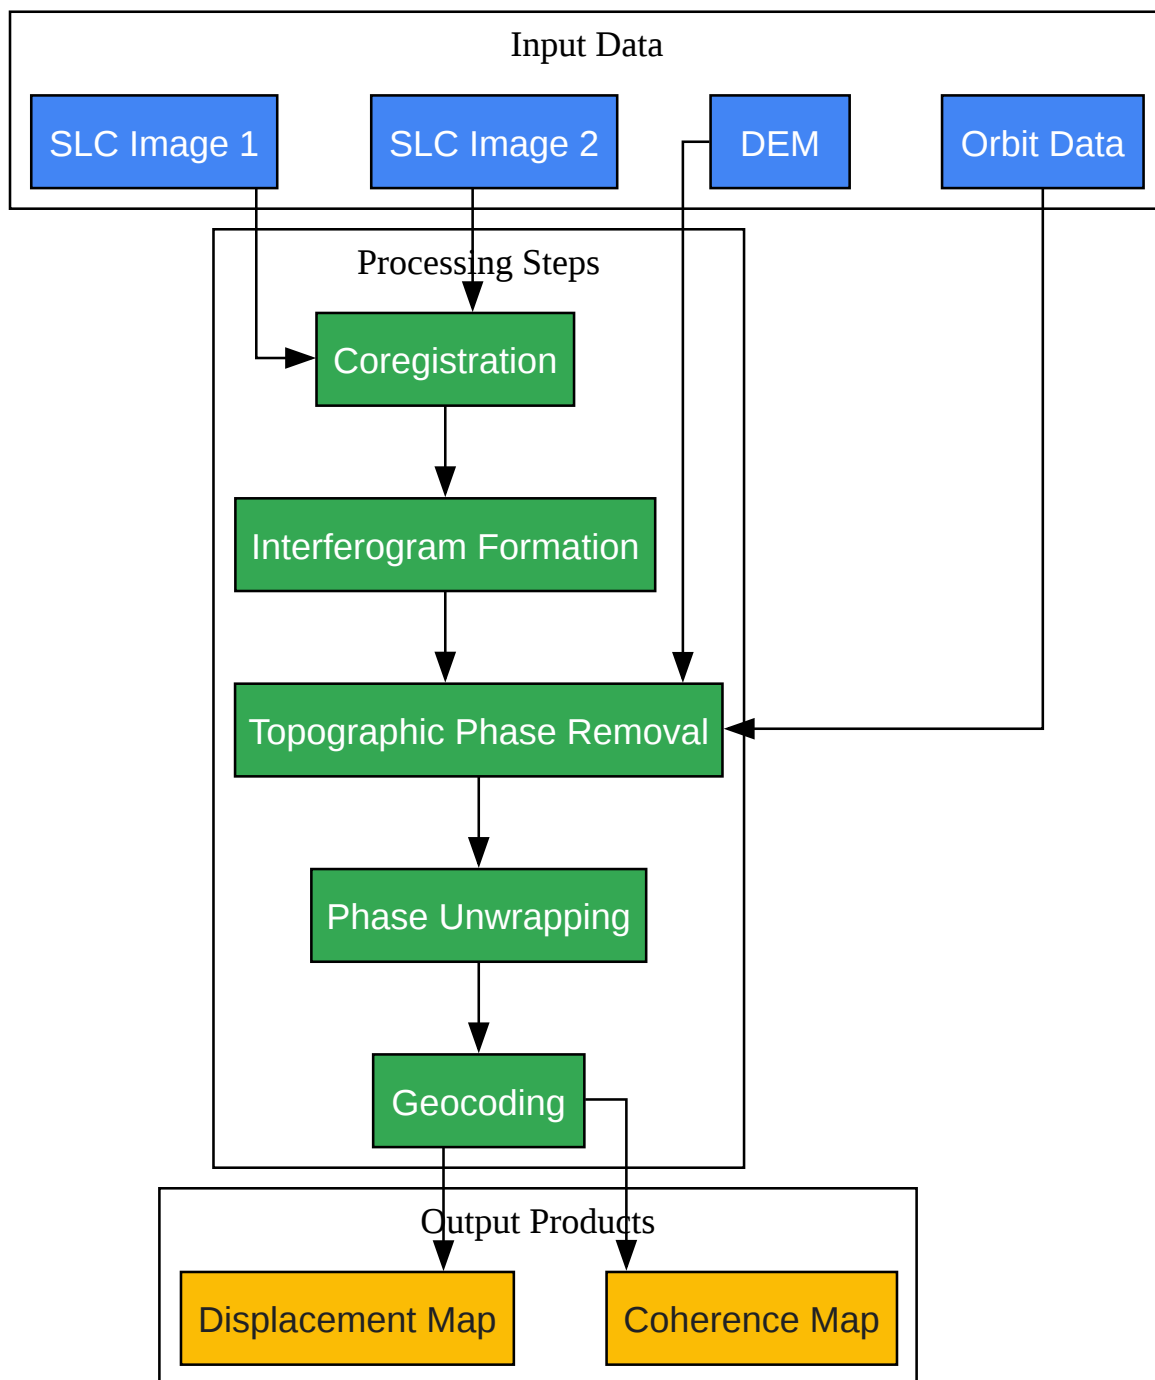 Input Data
SLC Image 1
SLC Image 2
DEM
Orbit Data
Processing Steps
Coregistration
Interferogram Formation
Topographic Phase Removal
Phase Unwrapping
Geocoding
Output Products
Displacement Map
Coherence Map